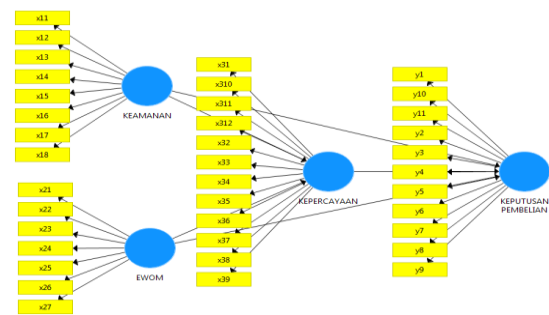 x11
x12
x13
x14
x15
x16
x17
x18
KEAMANAN
x21
x22
x23
x24
x25
x26
x27
EWOM
x31
x310
x311
x312
x32
x33
x34
x35
x36
x37
x38
x39
KEPERCAYAAN
y1
y10
y11
y2
y3
y4
y5
y6
y7
y8
y9
KEPUTUSAN
PEMBELIAN